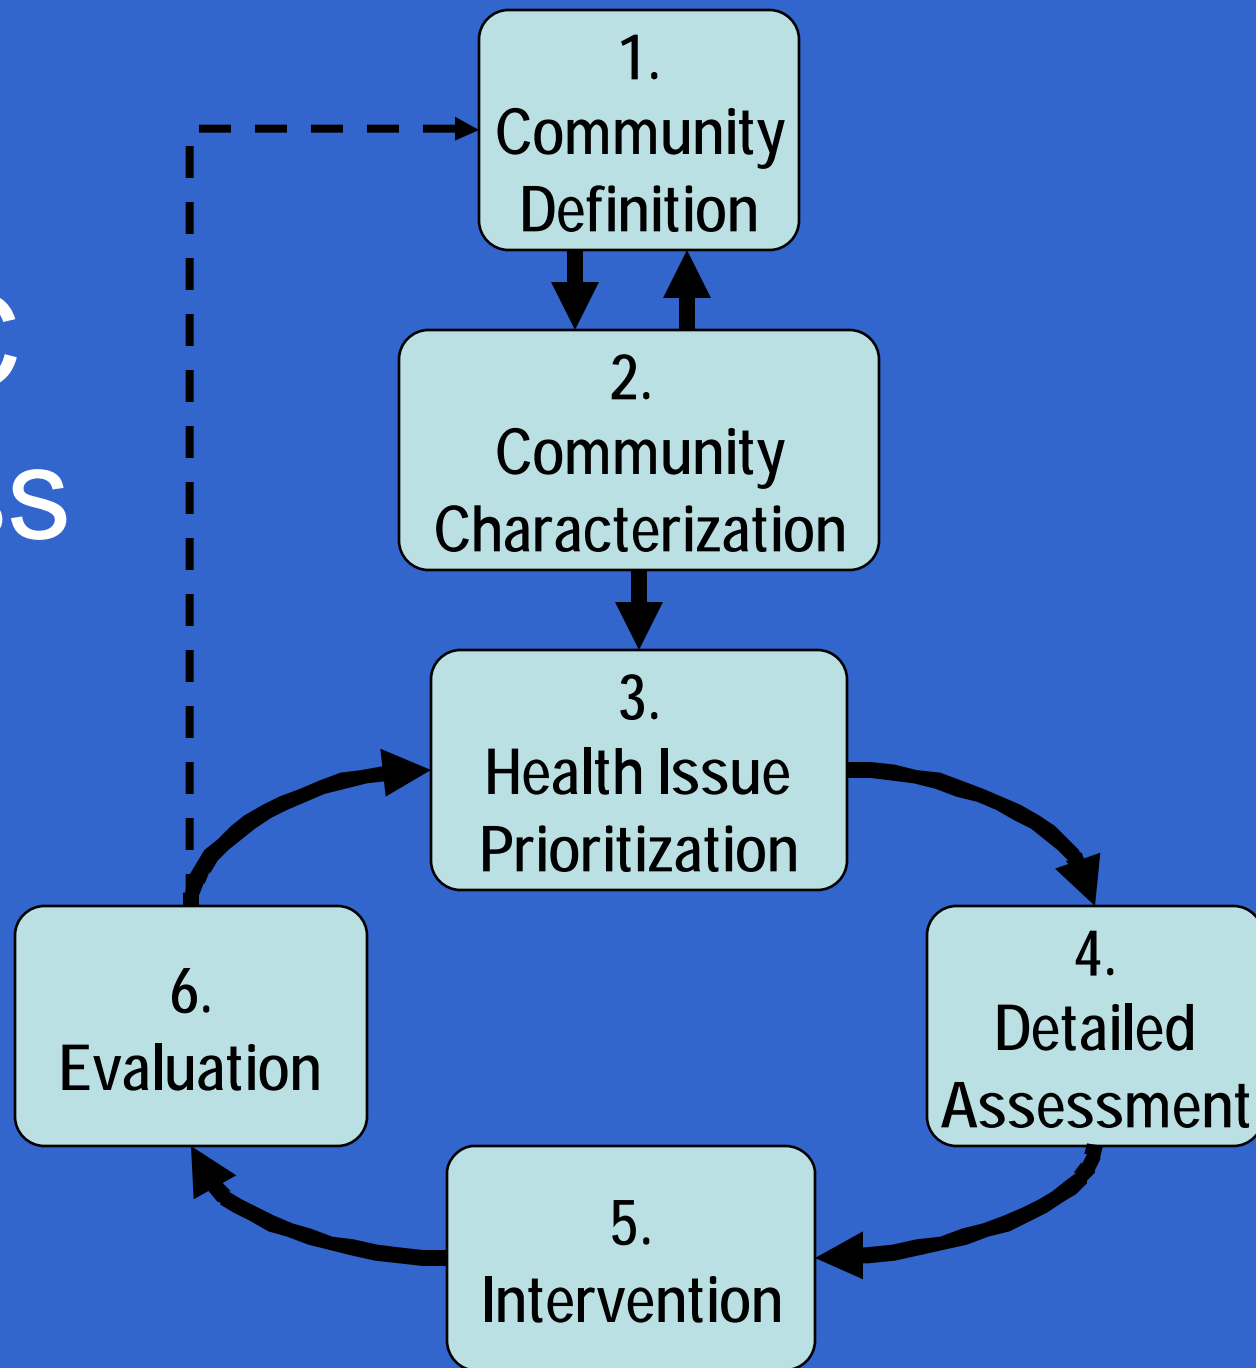 1.
Community
Definition
2.
Community
Characterization
3.
Health Issue
Prioritization
4.
Detailed
Assessment
5.
Intervention
6.
Evaluation